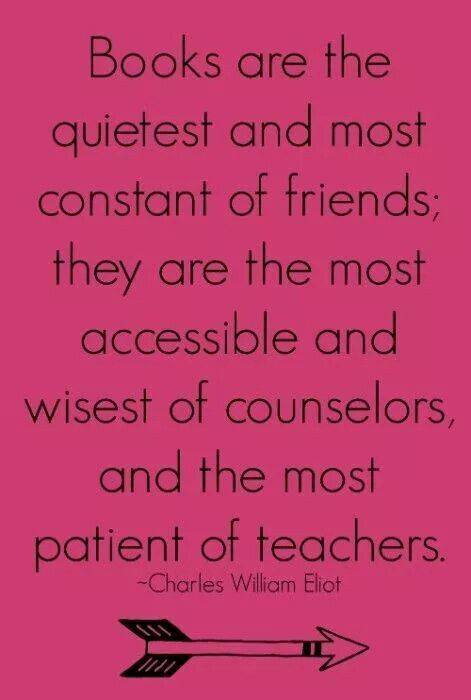 Books are the
quietest and most
constant of friends;
they are the most
accessible and
wisest of counselors,
and the most
patient of teachers.
~Charles William Eliot